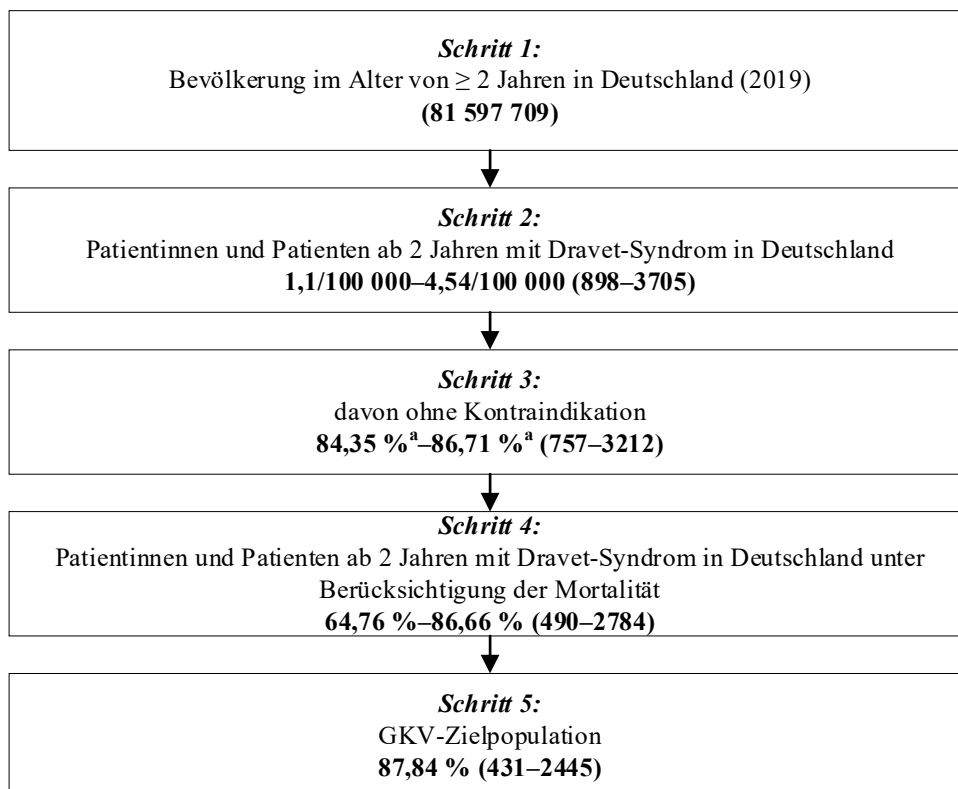 Schritt 1:
Bevölkerung im Alter von ≥ 2 Jahren in Deutschland (2019)
(81 597 709)
Schritt 2:
Patientinnen und Patienten ab 2 Jahren mit Dravet-Syndrom in Deutschland
1,1/100 000–4,54/100 000 (898–3705)
Schritt 3:
davon ohne Kontraindikation
84,35 %ᵃ–86,71 %ᵃ (757–3212)
Schritt 4:
Patientinnen und Patienten ab 2 Jahren mit Dravet-Syndrom in Deutschland unter
Berücksichtigung der Mortalität
64,76 %–86,66 % (490–2784)
Schritt 5:
GKV-Zielpopulation
87,84 % (431–2445)